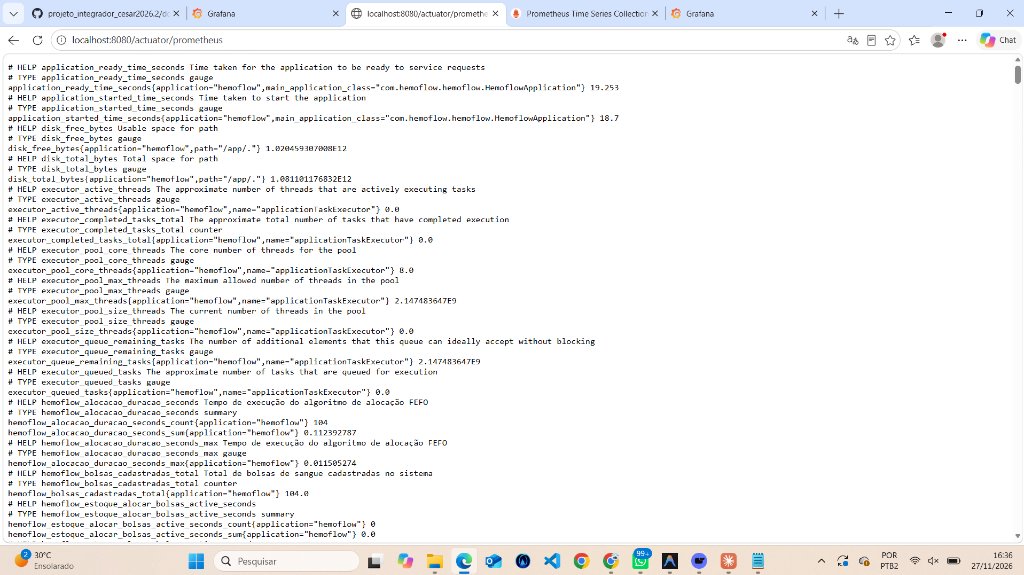 projeto_integrador_cesar2026.2/d
Grafana
localhost:8080/actuator/promethe
Prometheus Time Series Collection
Grafana
localhost:8080/actuator/prometheus
Chat
# HELP application_ready_time_seconds Time taken for the application to be ready to service requests
# TYPE application_ready_time_seconds gauge
application_ready_time_seconds{application="hemoflow",main_application_class="com.hemoflow.hemoflow.HemoflowApplication"} 19.253
# HELP application_started_time_seconds Time taken to start the application
# TYPE application_started_time_seconds gauge
application_started_time_seconds{application="hemoflow",main_application_class="com.hemoflow.hemoflow.HemoflowApplication"} 18.7
# HELP disk_free_bytes Usable space for path
# TYPE disk_free_bytes gauge
disk_free_bytes{application="hemoflow",path="/app/."} 1.020459307008E12
# HELP disk_total_bytes Total space for path
# TYPE disk_total_bytes gauge
disk_total_bytes{application="hemoflow",path="/app/."} 1.081101176832E12
# HELP executor_active_threads The approximate number of threads that are actively executing tasks
# TYPE executor_active_threads gauge
executor_active_threads{application="hemoflow",name="applicationTaskExecutor"} 0.0
# HELP executor_completed_tasks_total The approximate total number of tasks that have completed execution
# TYPE executor_completed_tasks_total counter
executor_completed_tasks_total{application="hemoflow",name="applicationTaskExecutor"} 0.0
# HELP executor_pool_core_threads The core number of threads for the pool
# TYPE executor_pool_core_threads gauge
executor_pool_core_threads{application="hemoflow",name="applicationTaskExecutor"} 8.0
# HELP executor_pool_max_threads The maximum allowed number of threads in the pool
# TYPE executor_pool_max_threads gauge
executor_pool_max_threads{application="hemoflow",name="applicationTaskExecutor"} 2.147483647E9
# HELP executor_pool_size_threads The current number of threads in the pool
# TYPE executor_pool_size_threads gauge
executor_pool_size_threads{application="hemoflow",name="applicationTaskExecutor"} 0.0
# HELP executor_queue_remaining_tasks The number of additional elements that this queue can ideally accept without blocking
# TYPE executor_queue_remaining_tasks gauge
executor_queue_remaining_tasks{application="hemoflow",name="applicationTaskExecutor"} 2.147483647E9
# HELP executor_queued_tasks The approximate number of tasks that are queued for execution
# TYPE executor_queued_tasks gauge
executor_queued_tasks{application="hemoflow",name="applicationTaskExecutor"} 0.0
# HELP hemoflow_alocacao_duracao_seconds Tempo de execução do algoritmo de alocação FEFO
# TYPE hemoflow_alocacao_duracao_seconds summary
hemoflow_alocacao_duracao_seconds_count{application="hemoflow"} 104
hemoflow_alocacao_duracao_seconds_sum{application="hemoflow"} 0.112392787
# HELP hemoflow_alocacao_duracao_seconds_max Tempo de execução do algoritmo de alocação FEFO
# TYPE hemoflow_alocacao_duracao_seconds_max gauge
hemoflow_alocacao_duracao_seconds_max{application="hemoflow"} 0.011505274
# HELP hemoflow_bolsas_cadastradas_total Total de bolsas de sangue cadastradas no sistema
# TYPE hemoflow_bolsas_cadastradas_total counter
hemoflow_bolsas_cadastradas_total{application="hemoflow"} 104.0
# HELP hemoflow_estoque_alocar_bolsas_active_seconds
# TYPE hemoflow_estoque_alocar_bolsas_active_seconds summary
hemoflow_estoque_alocar_bolsas_active_seconds_count{application="hemoflow"} 0
hemoflow_estoque_alocar_bolsas_active_seconds_sum{application="hemoflow"} 0.0
2
30°C
Ensolarado
Pesquisar
99+
POR
PTB2
16:36
27/11/2026